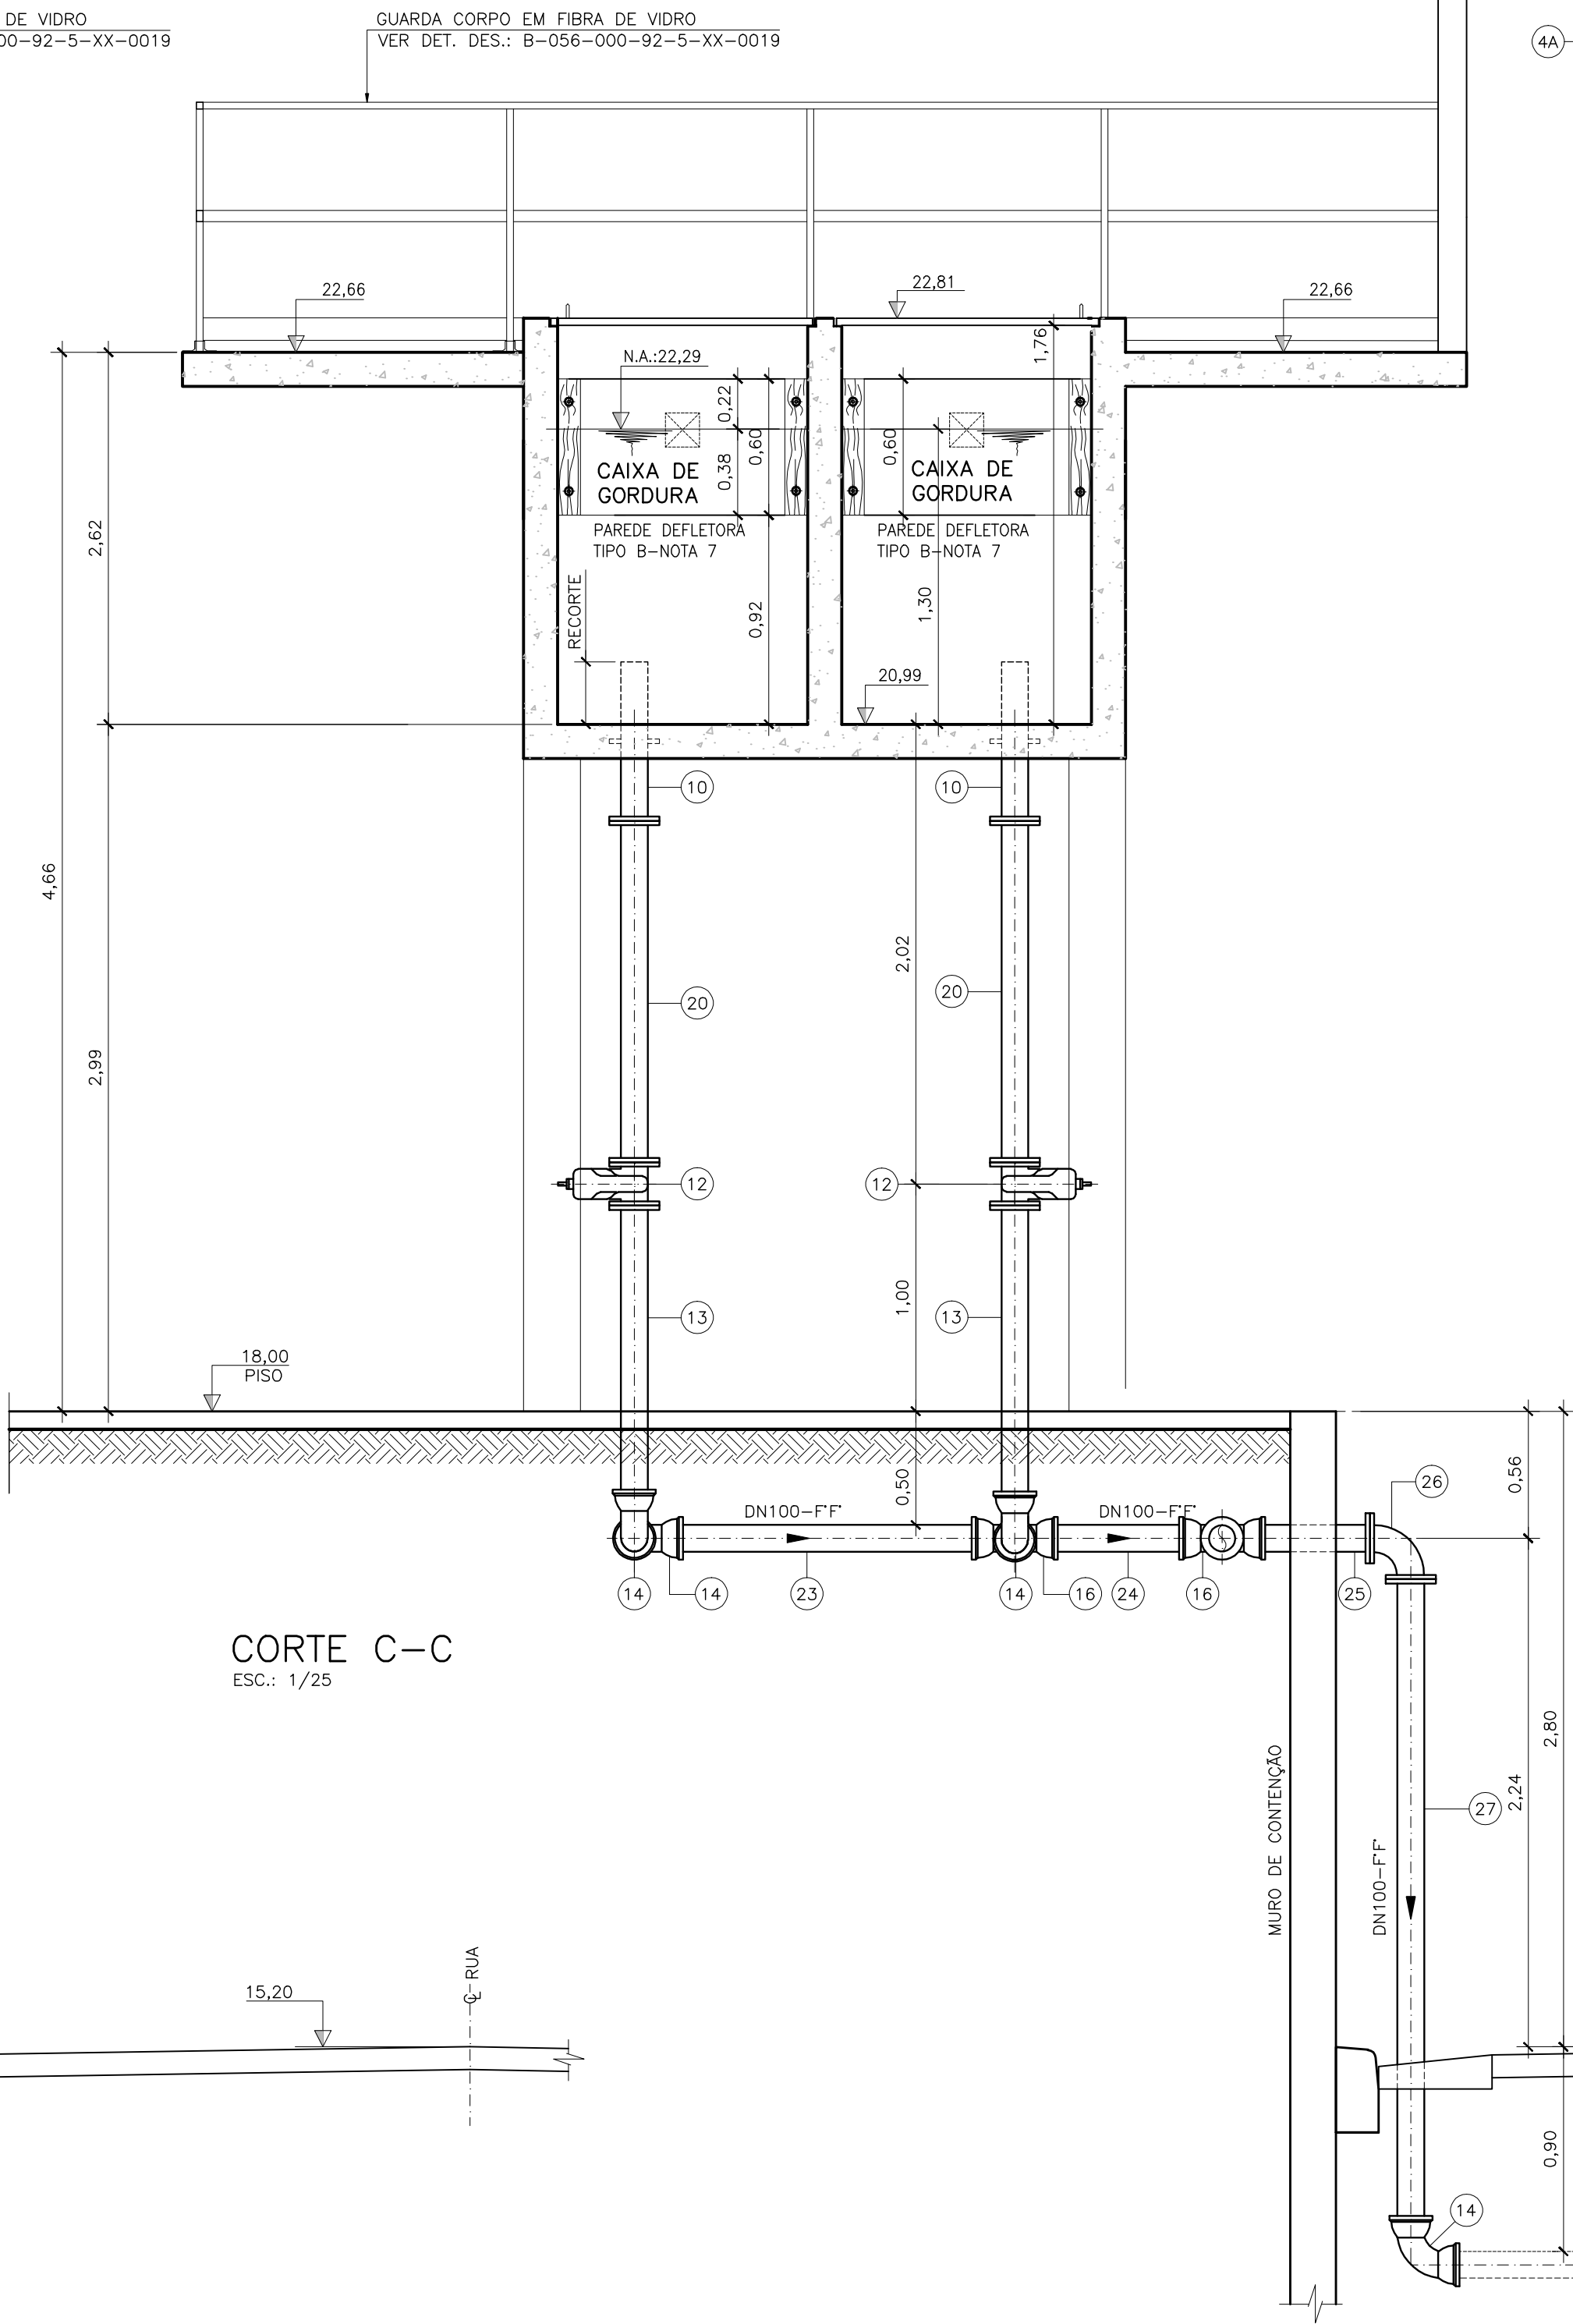 DE VIDRO
00-92-5-XX-0019
GUARDA CORPO EM FIBRA DE VIDRO
VER DET. DES.: B-056-000-92-5-XX-0019
4A
22,66
22,81
22,66
N.A.:22,29
1,76
0,22
0,60
0,38
0,60
CAIXA DE
GORDURA
CAIXA DE
GORDURA
PAREDE DEFLETORA
TIPO B-NOTA 7
PAREDE DEFLETORA
TIPO B-NOTA 7
2,62
RECORTE
0,92
1,30
20,99
10
10
4,66
2,02
20
20
2,99
12
12
1,00
13
13
18,00
PISO
0,50
DN100-F°F°
DN100-F°F°
0,56
26
14
14
23
14
16
24
16
25
CORTE C-C
ESC.: 1/25
2,80
2,24
27
MURO DE CONTENÇÃO
DN100-F°F°
15,20
℄ RUA
0,90
14